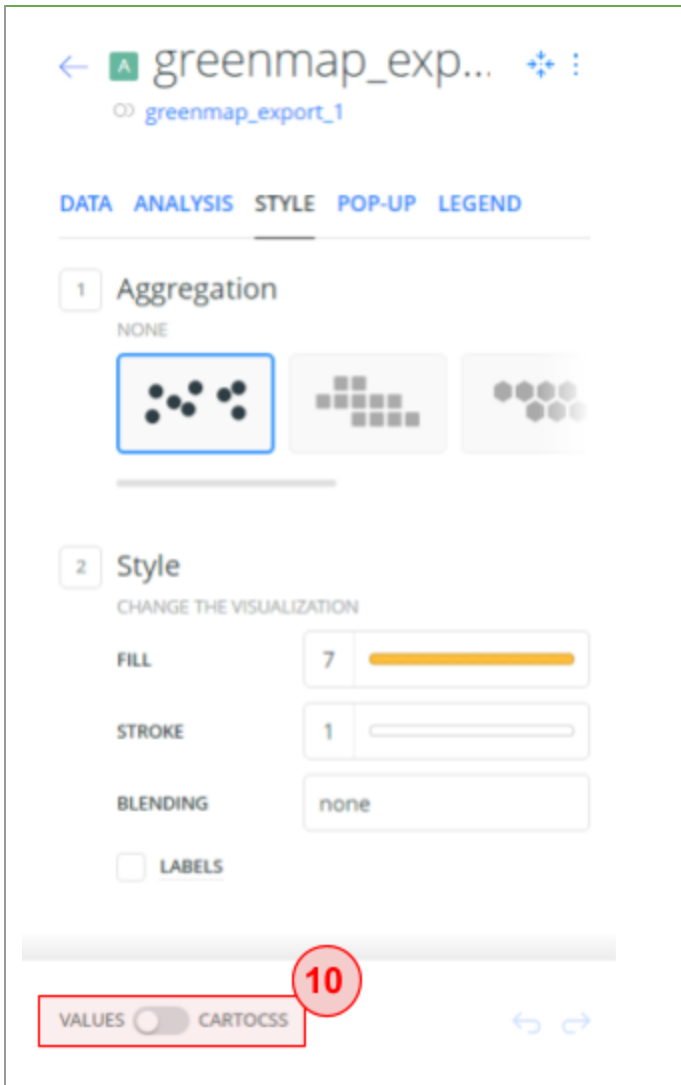 A greenmap_exp...
greenmap_export_1
DATA ANALYSIS STYLE POP-UP LEGEND
1 Aggregation
NONE
2 Style
CHANGE THE VISUALIZATION
FILL 7
STROKE 1
BLENDING none
LABELS
10
VALUES CARTOCSS